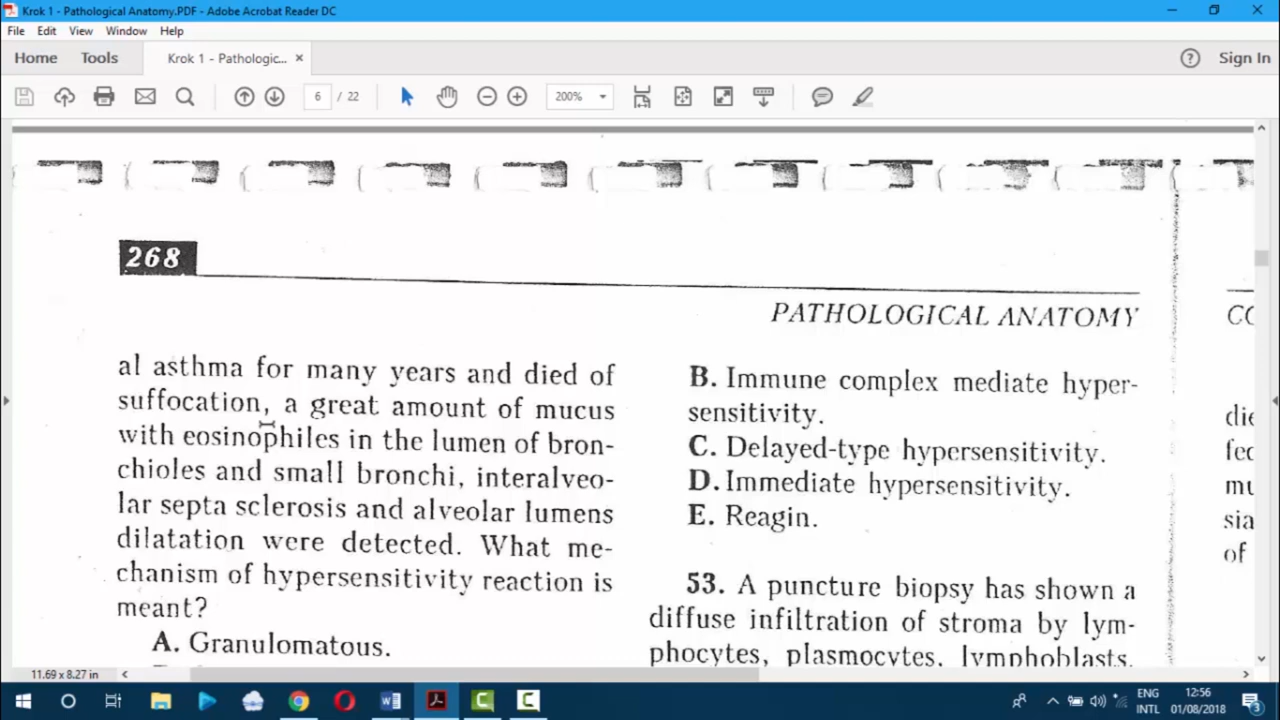 Krok 1 - Pathological Anatomy.PDF - Adobe Acrobat Reader DC
File Edit View Window Help
Home Tools Krok 1 - Pathologic... × Sign In
6 / 22 200%
268
PATHOLOGICAL ANATOMY
al asthma for many years and died of
suffocation, a great amount of mucus
with eosinophiles in the lumen of bron-
chioles and small bronchi, interalveo-
lar septa sclerosis and alveolar lumens
dilatation were detected. What me-
chanism of hypersensitivity reaction is
meant?
A. Granulomatous.
B. Immune complex mediate hyper-
sensitivity.
C. Delayed-type hypersensitivity.
D. Immediate hypersensitivity.
E. Reagin.
53. A puncture biopsy has shown a
diffuse infiltration of stroma by lym-
phocytes, plasmocytes, lymphoblasts.
CO
die
fec
mu
sia
of
11.69 x 8.27 in
ENG
INTL
12:56
01/08/2018
3